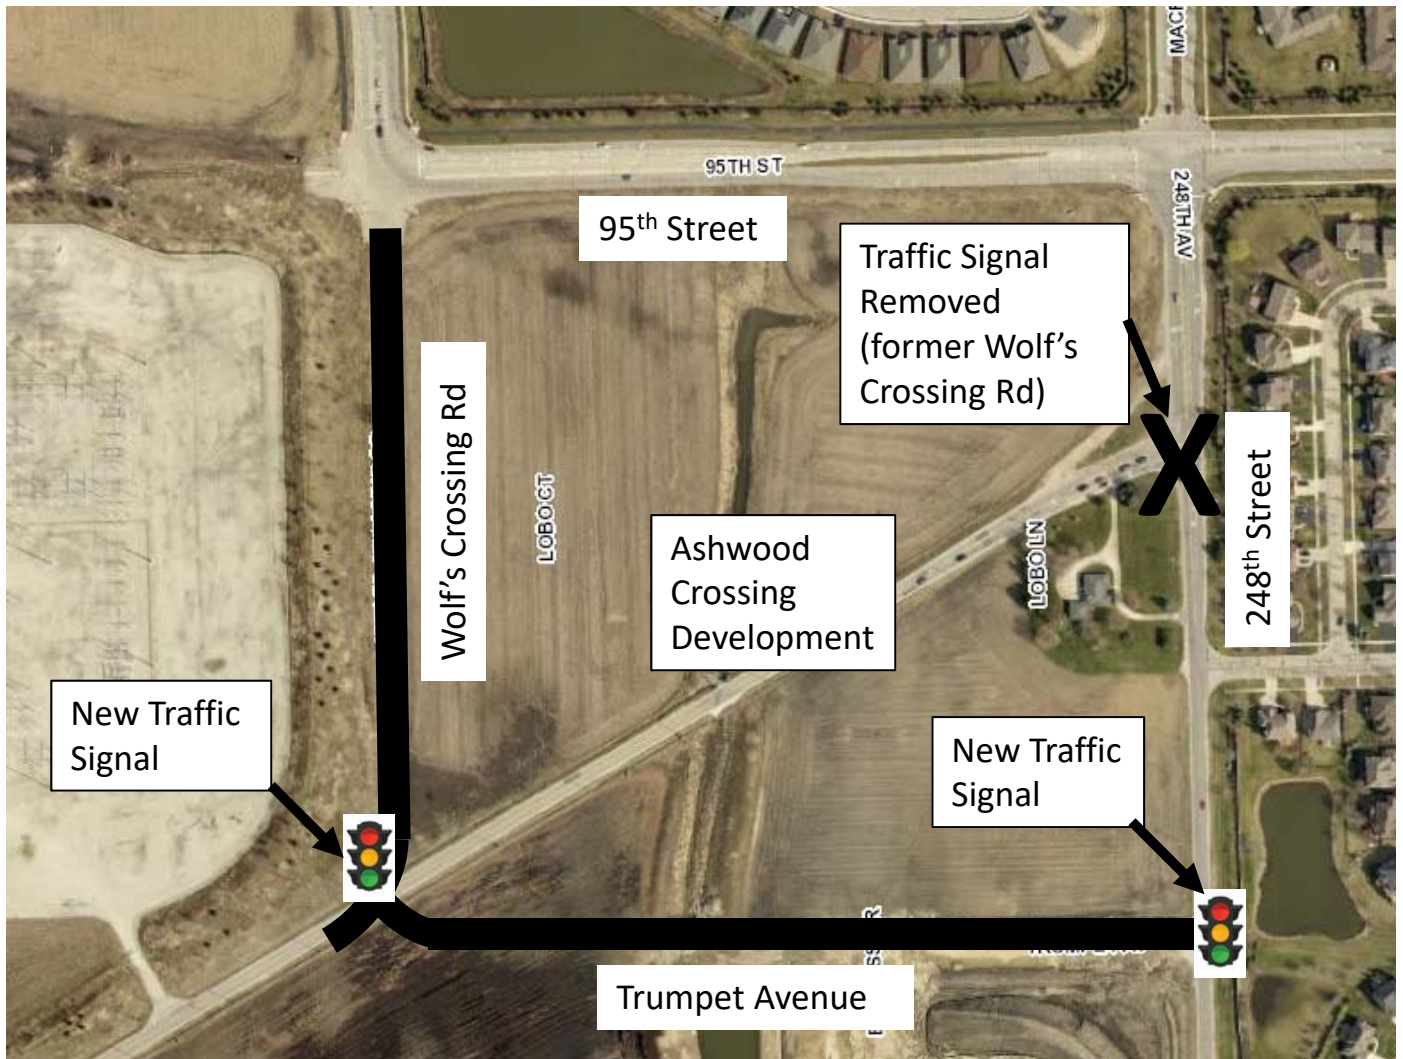 MACH
95TH ST
248TH AV
95th Street
Traffic Signal
Removed
(former Wolf's
Crossing Rd)
Wolf's Crossing Rd
LOBO CT
Ashwood
Crossing
Development
LOBO LN
248th Street
New Traffic
Signal
New Traffic
Signal
Trumpet Avenue